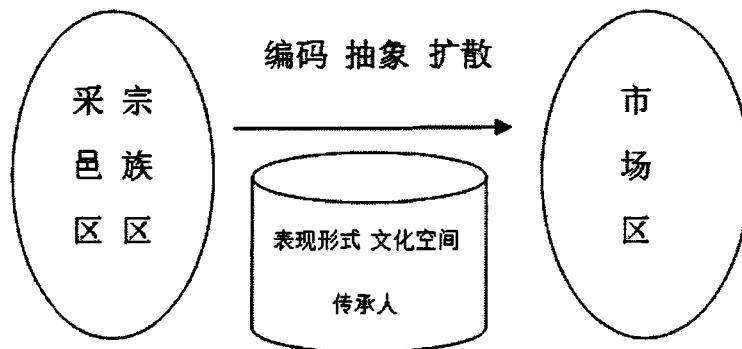 编码 抽象 扩散
采 宗
邑 族
区 区
表现形式 文化空间
传承人
市
场
区